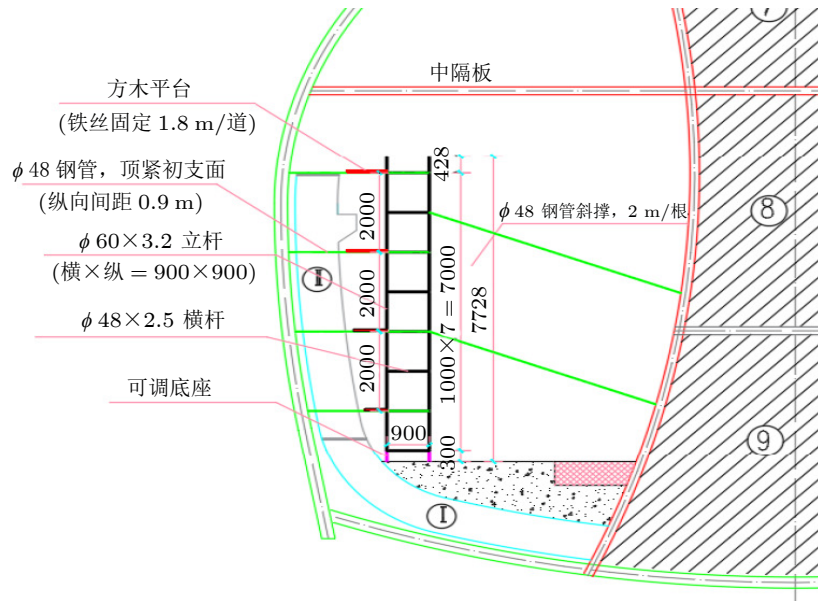 ⑦
中隔板
方木平台
(铁丝固定 1.8 m/道)
ϕ 48 钢管，顶紧初支面
(纵向间距 0.9 m)
ϕ 60×3.2 立杆
(横×纵 = 900×900)
ϕ 48×2.5 横杆
可调底座
2000
2000
2000
900
428
1000×7 = 7000
300
7728
ϕ 48 钢管斜撑，2 m/根
⑧
⑨
Ⅱ
Ⅰ